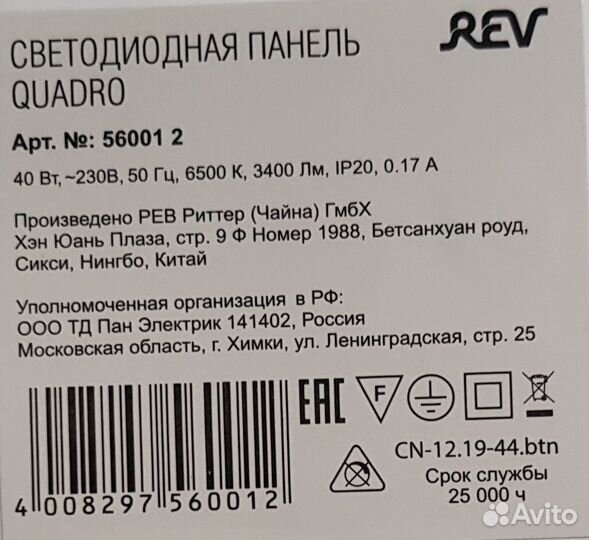 СВЕТОДИОДНАЯ ПАНЕЛЬ
QUADRO
REV
Арт. №: 56001 2
40 Вт, ~230В, 50 Гц, 6500 К, 3400 Лм, IP20, 0.17 А
Произведено РЕВ Риттер (Чайна) ГмбХ
Хэн Юань Плаза, стр. 9 Ф Номер 1988, Бетсанхуан роуд,
Сикси, Нингбо, Китай
Уполномоченная организация в РФ:
ООО ТД Пан Электрик 141402, Россия
Московская область, г. Химки, ул. Ленинградская, стр. 25
EAC
F
CN-12.19-44.btn
Срок службы
25 000 ч
4 008297 560012
Avito